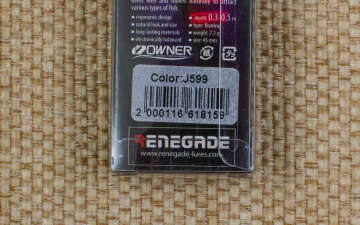 various types of fish.
• ergonomic design
• natural look and size
• long-lasting materials
• electronically balanced
• depth: 0.3-0.5 m
• type: floating
• weight: 7.1 g
• size: 45 mm
OWNER
Color:J599
2 000116 618159
RENEGADE
www.renegade-lures.com